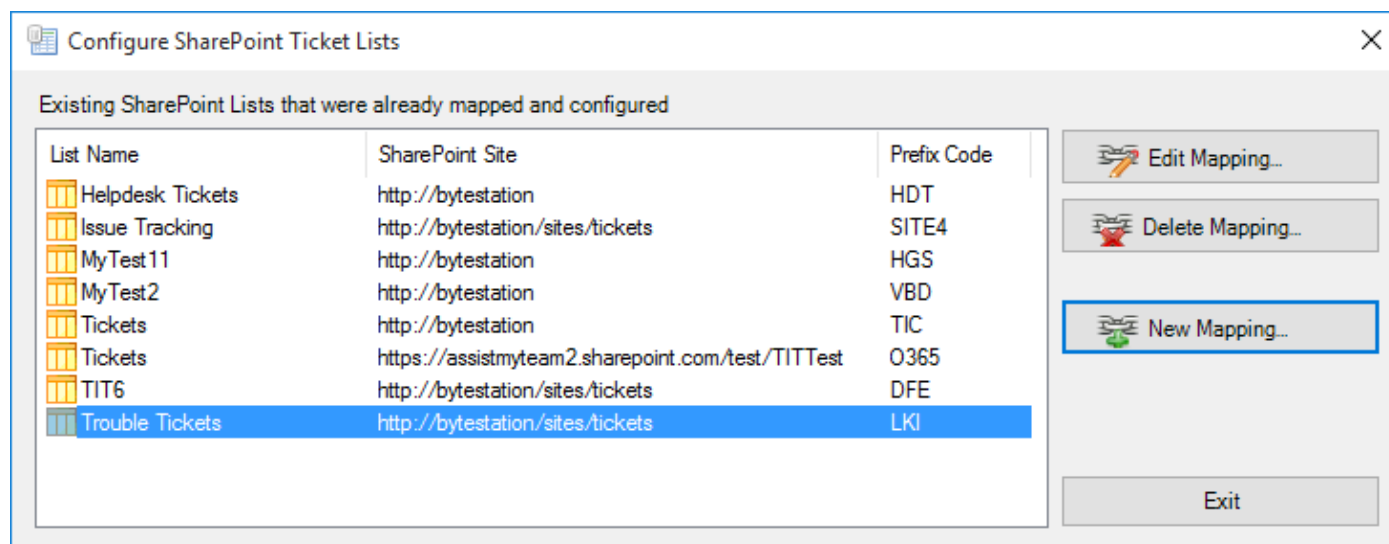 Configure SharePoint Ticket Lists
Existing SharePoint Lists that were already mapped and configured
List Name SharePoint Site Prefix Code
Helpdesk Tickets http://bytestation HDT
Issue Tracking http://bytestation/sites/tickets SITE4
MyTest11 http://bytestation HGS
MyTest2 http://bytestation VBD
Tickets http://bytestation TIC
Tickets https://assistmyteam2.sharepoint.com/test/TITTest O365
TIT6 http://bytestation/sites/tickets DFE
Trouble Tickets http://bytestation/sites/tickets LKI
Edit Mapping...
Delete Mapping...
New Mapping...
Exit